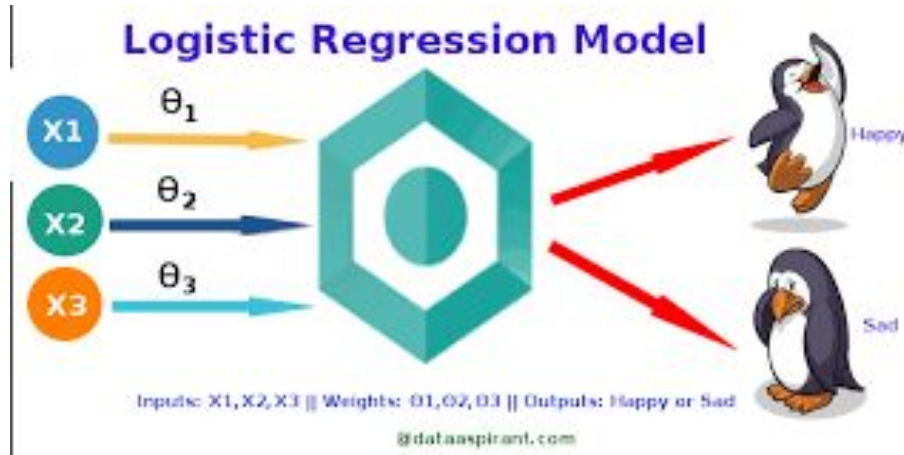 Logistic Regression Model
X1
θ1
Happy
X2
θ2
X3
θ3
Sad
Inputs: X1,X2,X3 || Weights: Θ1,Θ2,Θ3 || Outputs: Happy or Sad
@dataaspirant.com